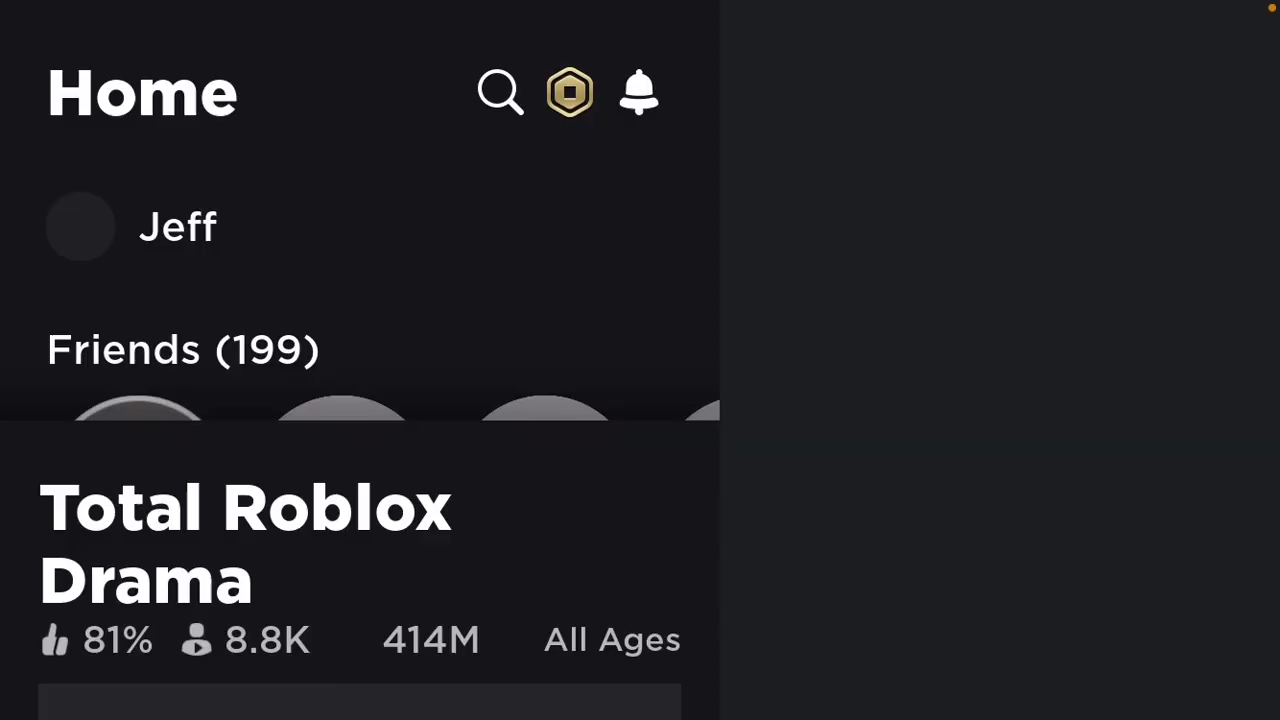 Home
Jeff
Friends (199)
Total Roblox
Drama
81% 8.8K 414M All Ages